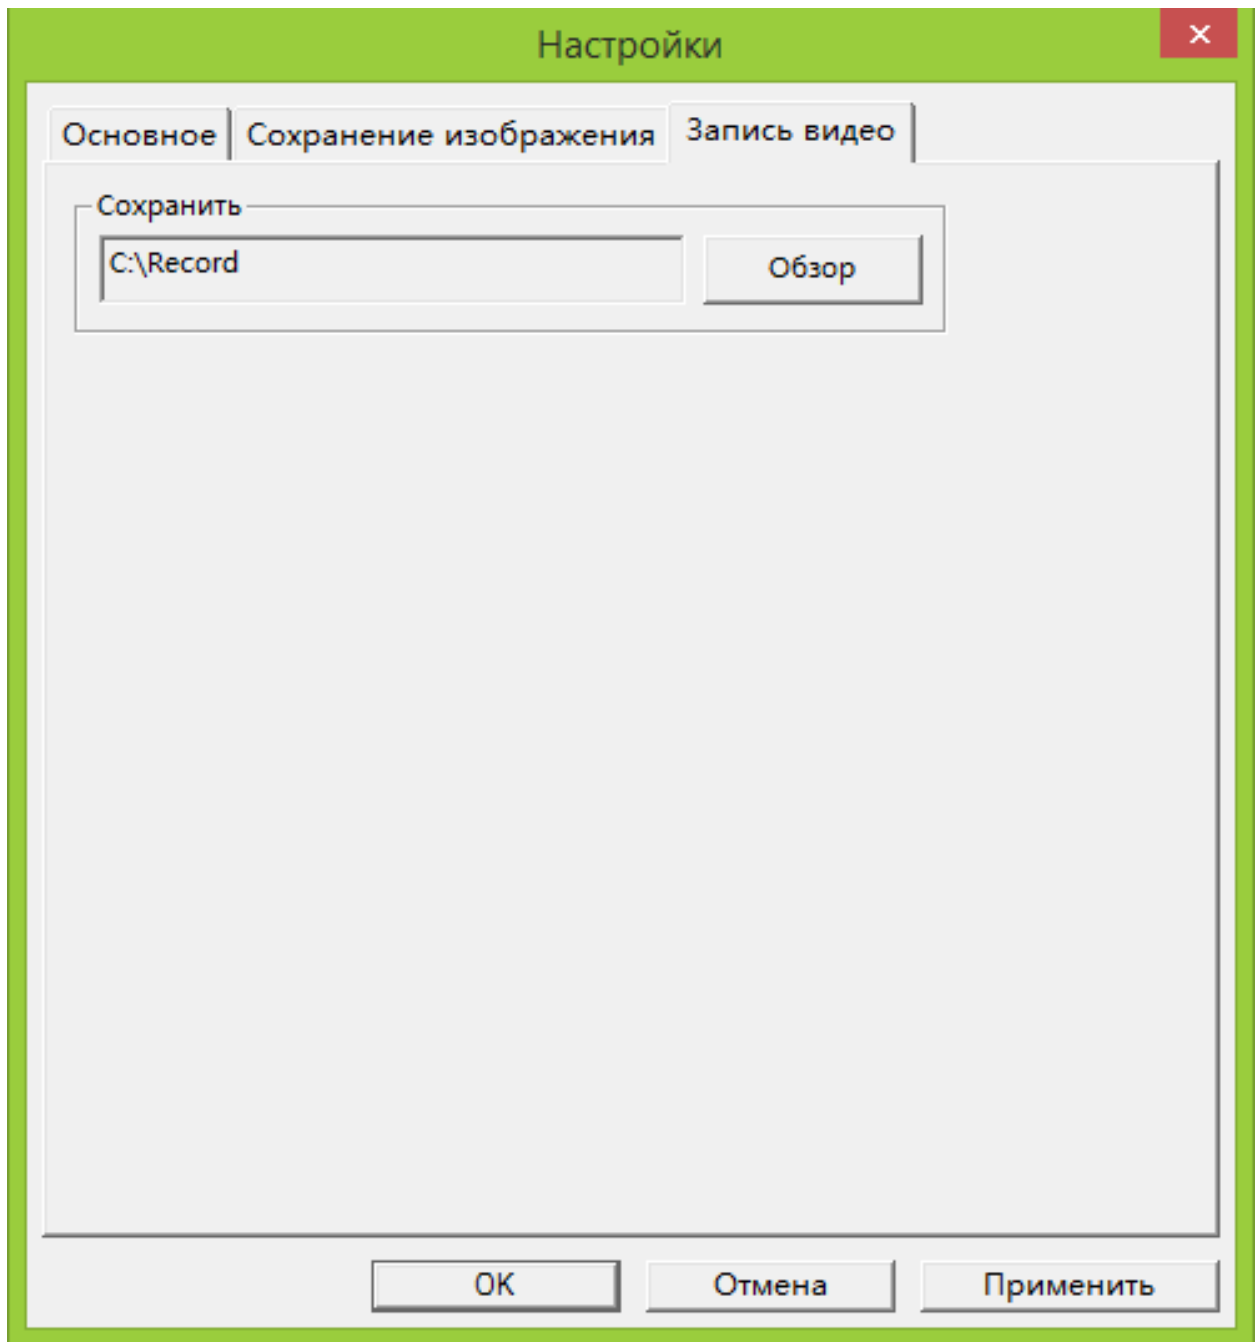 Настройки
Основное Сохранение изображения Запись видео
Сохранить
C:\Record Обзор
OK Отмена Применить